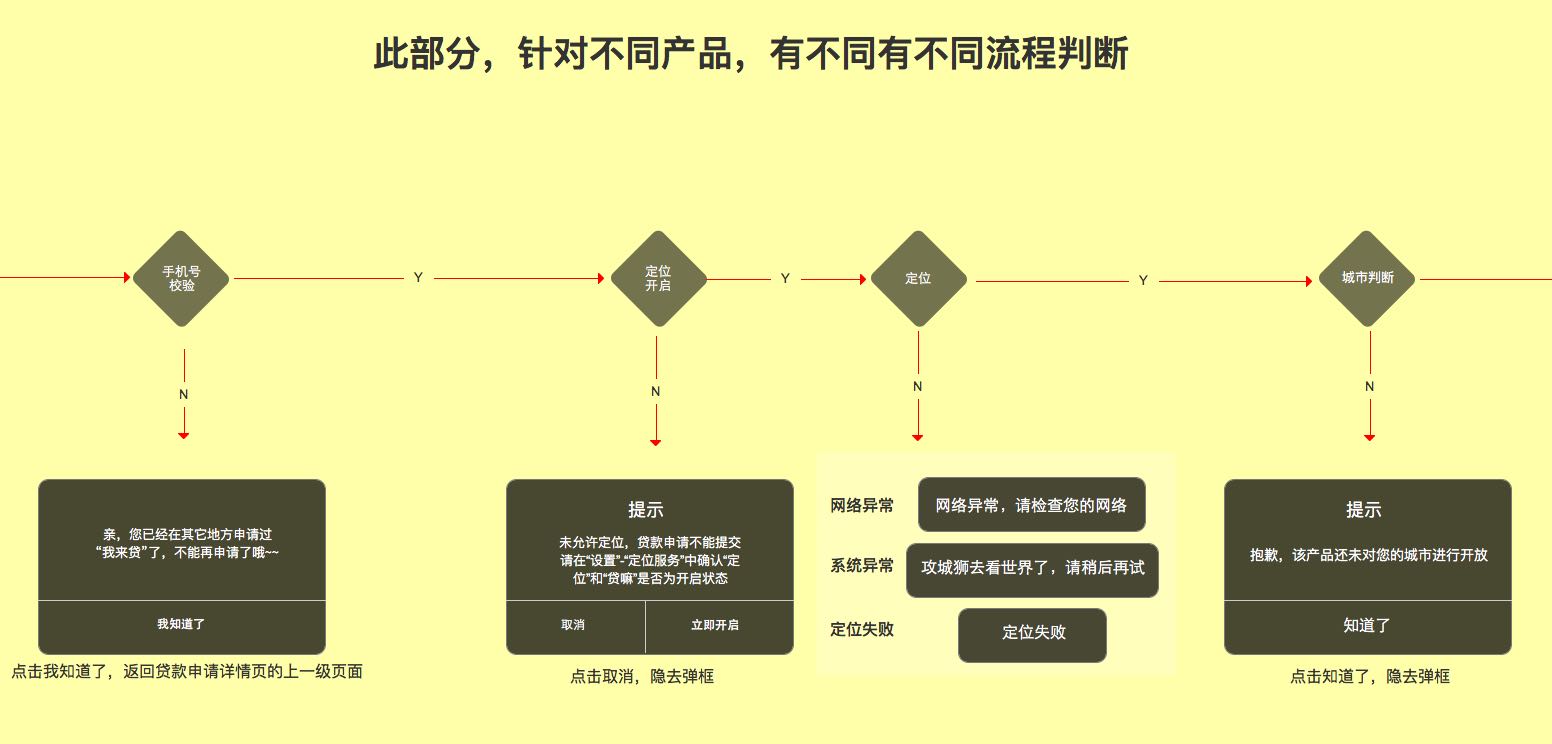 此部分，针对不同产品，有不同有不同流程判断
手机号
校验
Y
定位
开启
Y
定位
Y
城市判断
N
N
N
N
亲，您已经在其它地方申请过
“我来贷”了，不能再申请了哦~~
我知道了
点击我知道了，返回贷款申请详情页的上一级页面
提示
未允许定位，贷款申请不能提交
请在“设置”-“定位服务”中确认“定
位”和“贷嘛”是否为开启状态
取消
立即开启
点击取消，隐去弹框
网络异常
网络异常，请检查您的网络
系统异常
攻城狮去看世界了，请稍后再试
定位失败
定位失败
提示
抱歉，该产品还未对您的城市进行开放
知道了
点击知道了，隐去弹框